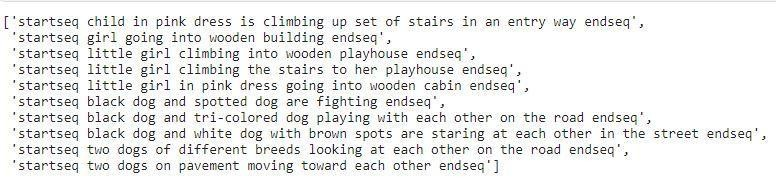 ['startseq child in pink dress is climbing up set of stairs in an entry way endseq',
'startseq girl going into wooden building endseq',
'startseq little girl climbing into wooden playhouse endseq',
'startseq little girl climbing the stairs to her playhouse endseq',
'startseq little girl in pink dress going into wooden cabin endseq',
'startseq black dog and spotted dog are fighting endseq',
'startseq black dog and tri-colored dog playing with each other on the road endseq',
'startseq black dog and white dog with brown spots are staring at each other in the street endseq',
'startseq two dogs of different breeds looking at each other on the road endseq',
'startseq two dogs on pavement moving toward each other endseq']